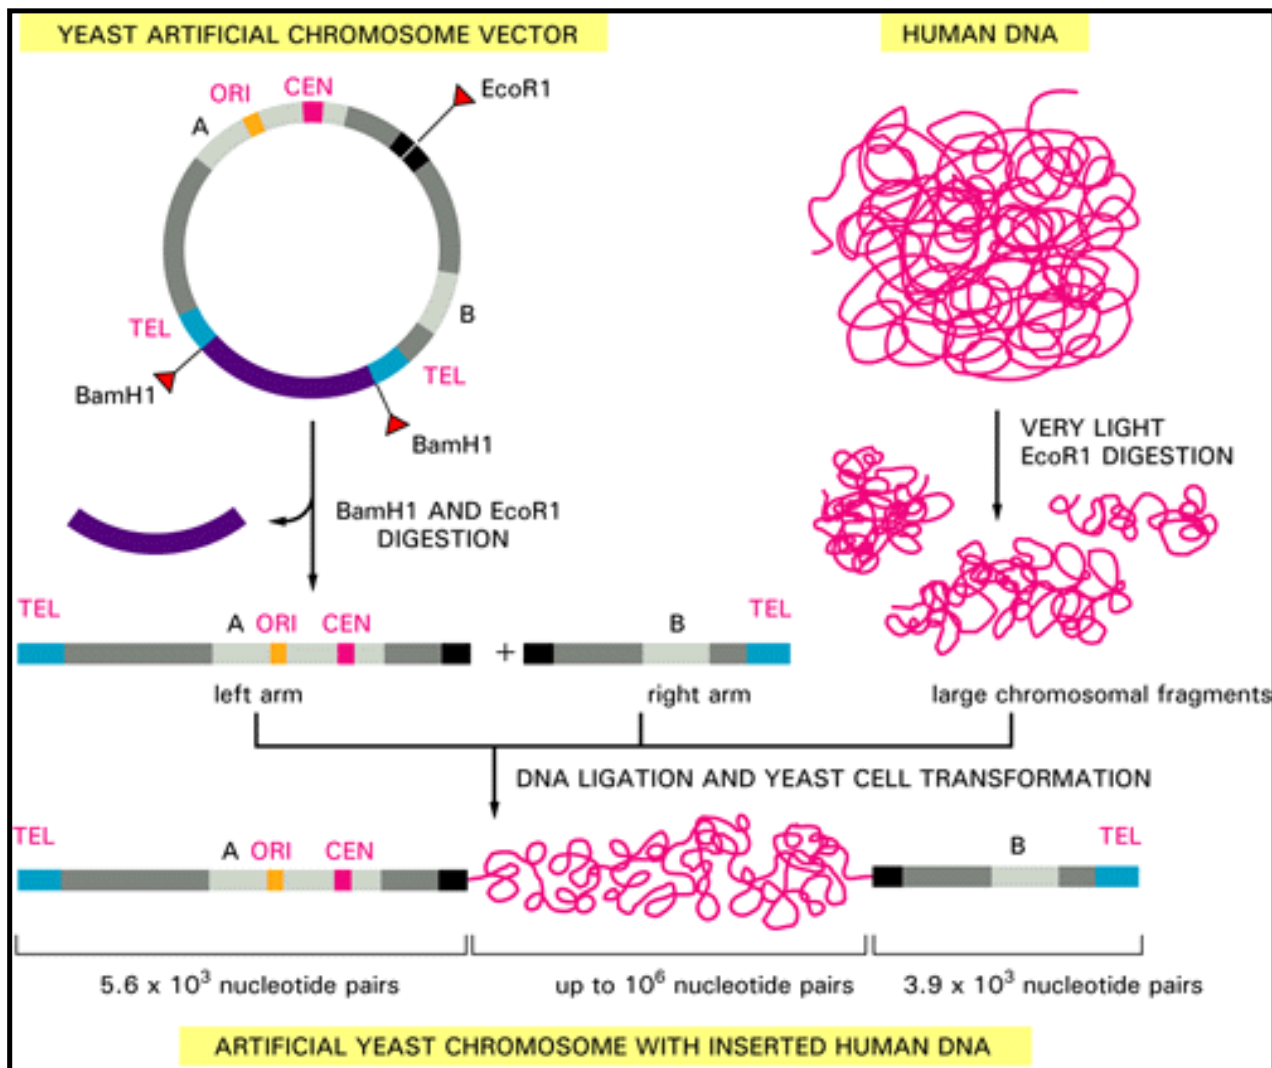 YEAST ARTIFICIAL CHROMOSOME VECTOR
HUMAN DNA
ORI
CEN
EcoR1
A
B
TEL
TEL
BamH1
BamH1
BamH1 AND EcoR1
DIGESTION
VERY LIGHT
EcoR1 DIGESTION
TEL
A
ORI
CEN
+
B
TEL
left arm
right arm
large chromosomal fragments
DNA LIGATION AND YEAST CELL TRANSFORMATION
TEL
A
ORI
CEN
B
TEL
5.6 x 10³ nucleotide pairs
up to 10⁶ nucleotide pairs
3.9 x 10³ nucleotide pairs
ARTIFICIAL YEAST CHROMOSOME WITH INSERTED HUMAN DNA